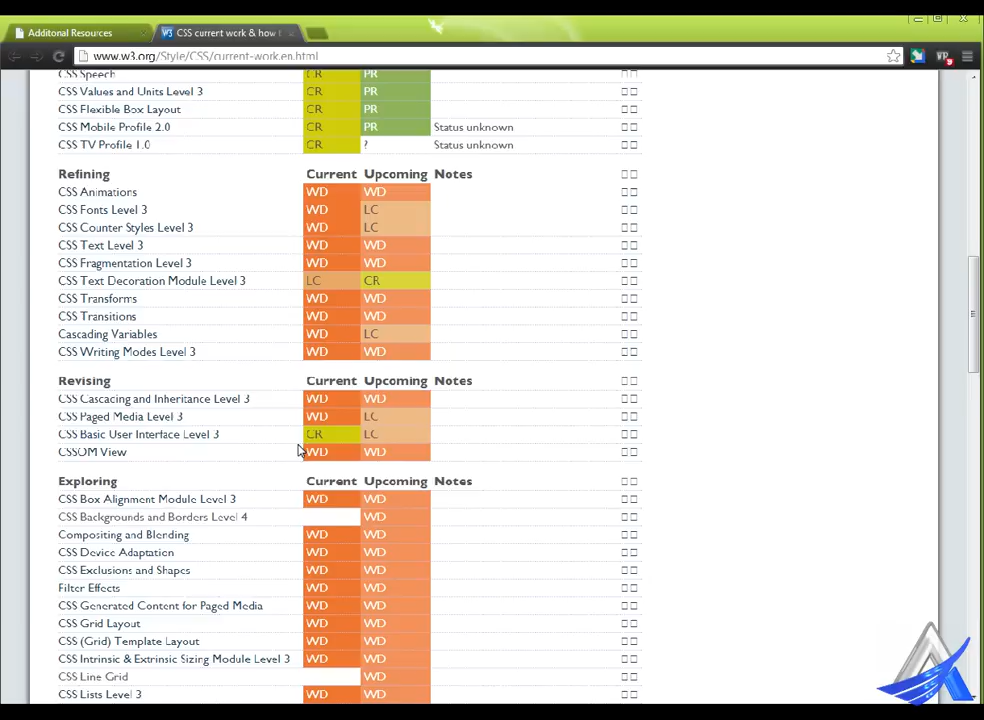 Additonal Resources
CSS current work & how t
www.w3.org/Style/CSS/current-work.en.html
CSS Speech CR PR
CSS Values and Units Level 3 CR PR
CSS Flexible Box Layout CR PR
CSS Mobile Profile 2.0 CR PR Status unknown
CSS TV Profile 1.0 CR ? Status unknown
Refining Current Upcoming Notes
CSS Animations WD WD
CSS Fonts Level 3 WD LC
CSS Counter Styles Level 3 WD LC
CSS Text Level 3 WD WD
CSS Fragmentation Level 3 WD WD
CSS Text Decoration Module Level 3 LC CR
CSS Transforms WD WD
CSS Transitions WD WD
Cascading Variables WD LC
CSS Writing Modes Level 3 WD WD
Revising Current Upcoming Notes
CSS Cascading and Inheritance Level 3 WD WD
CSS Paged Media Level 3 WD LC
CSS Basic User Interface Level 3 CR LC
CSSOM View WD WD
Exploring Current Upcoming Notes
CSS Box Alignment Module Level 3 WD WD
CSS Backgrounds and Borders Level 4 WD
Compositing and Blending WD WD
CSS Device Adaptation WD WD
CSS Exclusions and Shapes WD WD
Filter Effects WD WD
CSS Generated Content for Paged Media WD WD
CSS Grid Layout WD WD
CSS (Grid) Template Layout WD WD
CSS Intrinsic & Extrinsic Sizing Module Level 3 WD WD
CSS Line Grid WD
CSS Lists Level 3 WD WD